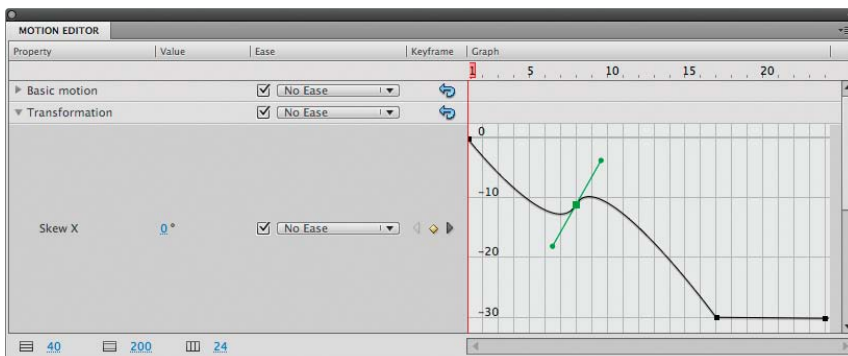 MOTION EDITOR
Property Value Ease Keyframe Graph
1 5 10 15 20
Basic motion No Ease
Transformation No Ease
0
-10
Skew X 0° No Ease
-20
-30
40 200 24